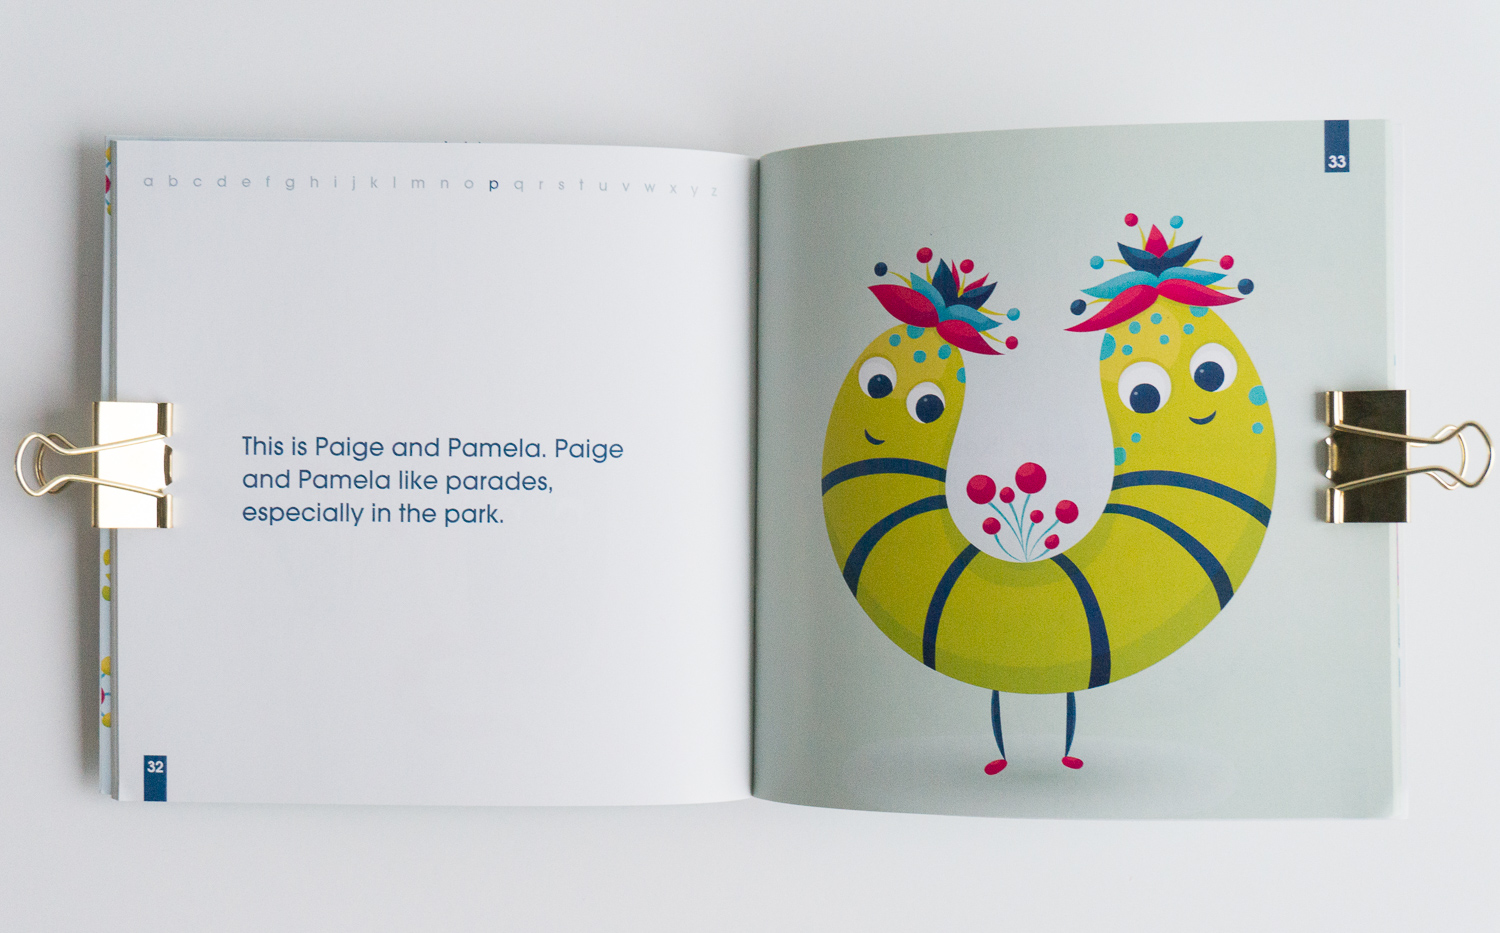 a b c d e f g h i j k l m n o p q r s t u v w x y z
This is Paige and Pamela. Paige
and Pamela like parades,
especially in the park.
32
33